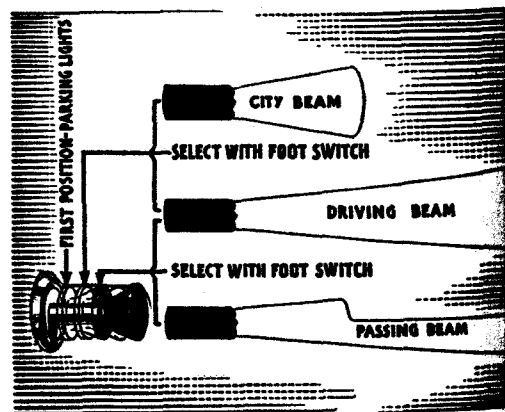 FIRST POSITION-PARKING LIGHTS
CITY BEAM
SELECT WITH FOOT SWITCH
DRIVING BEAM
SELECT WITH FOOT SWITCH
PASSING BEAM